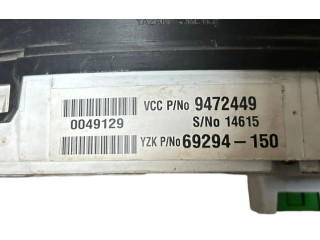 VCC P/No 9472449
0049129
S/No 14615
YZK P/No 69294-150